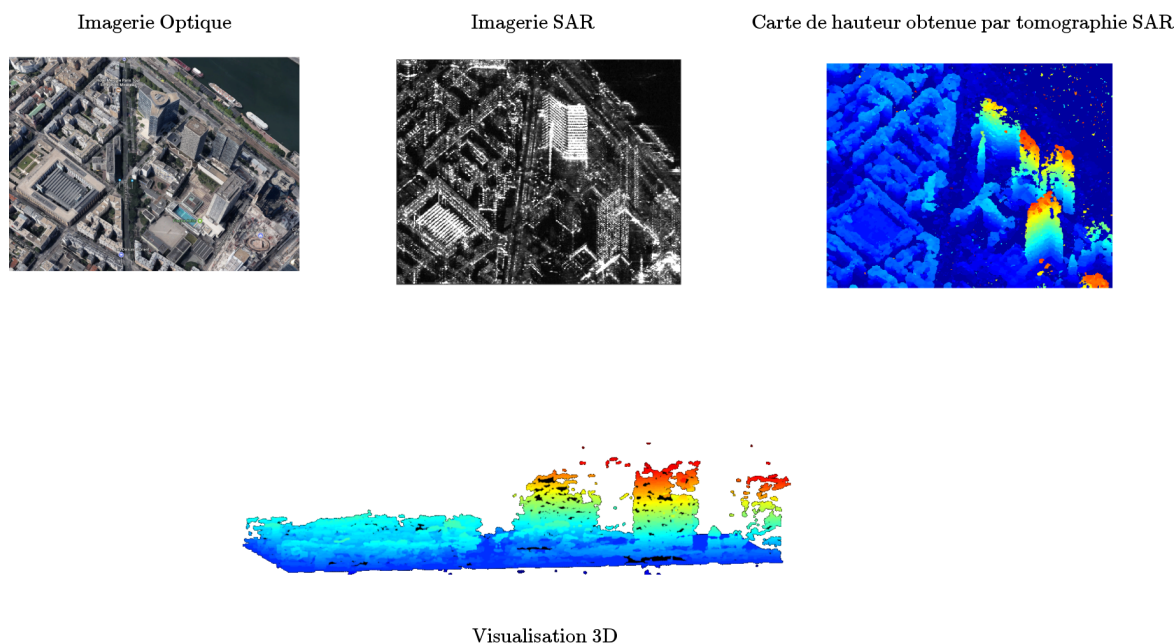 Imagerie Optique
Imagerie SAR
Carte de hauteur obtenue par tomographie SAR
Visualisation 3D